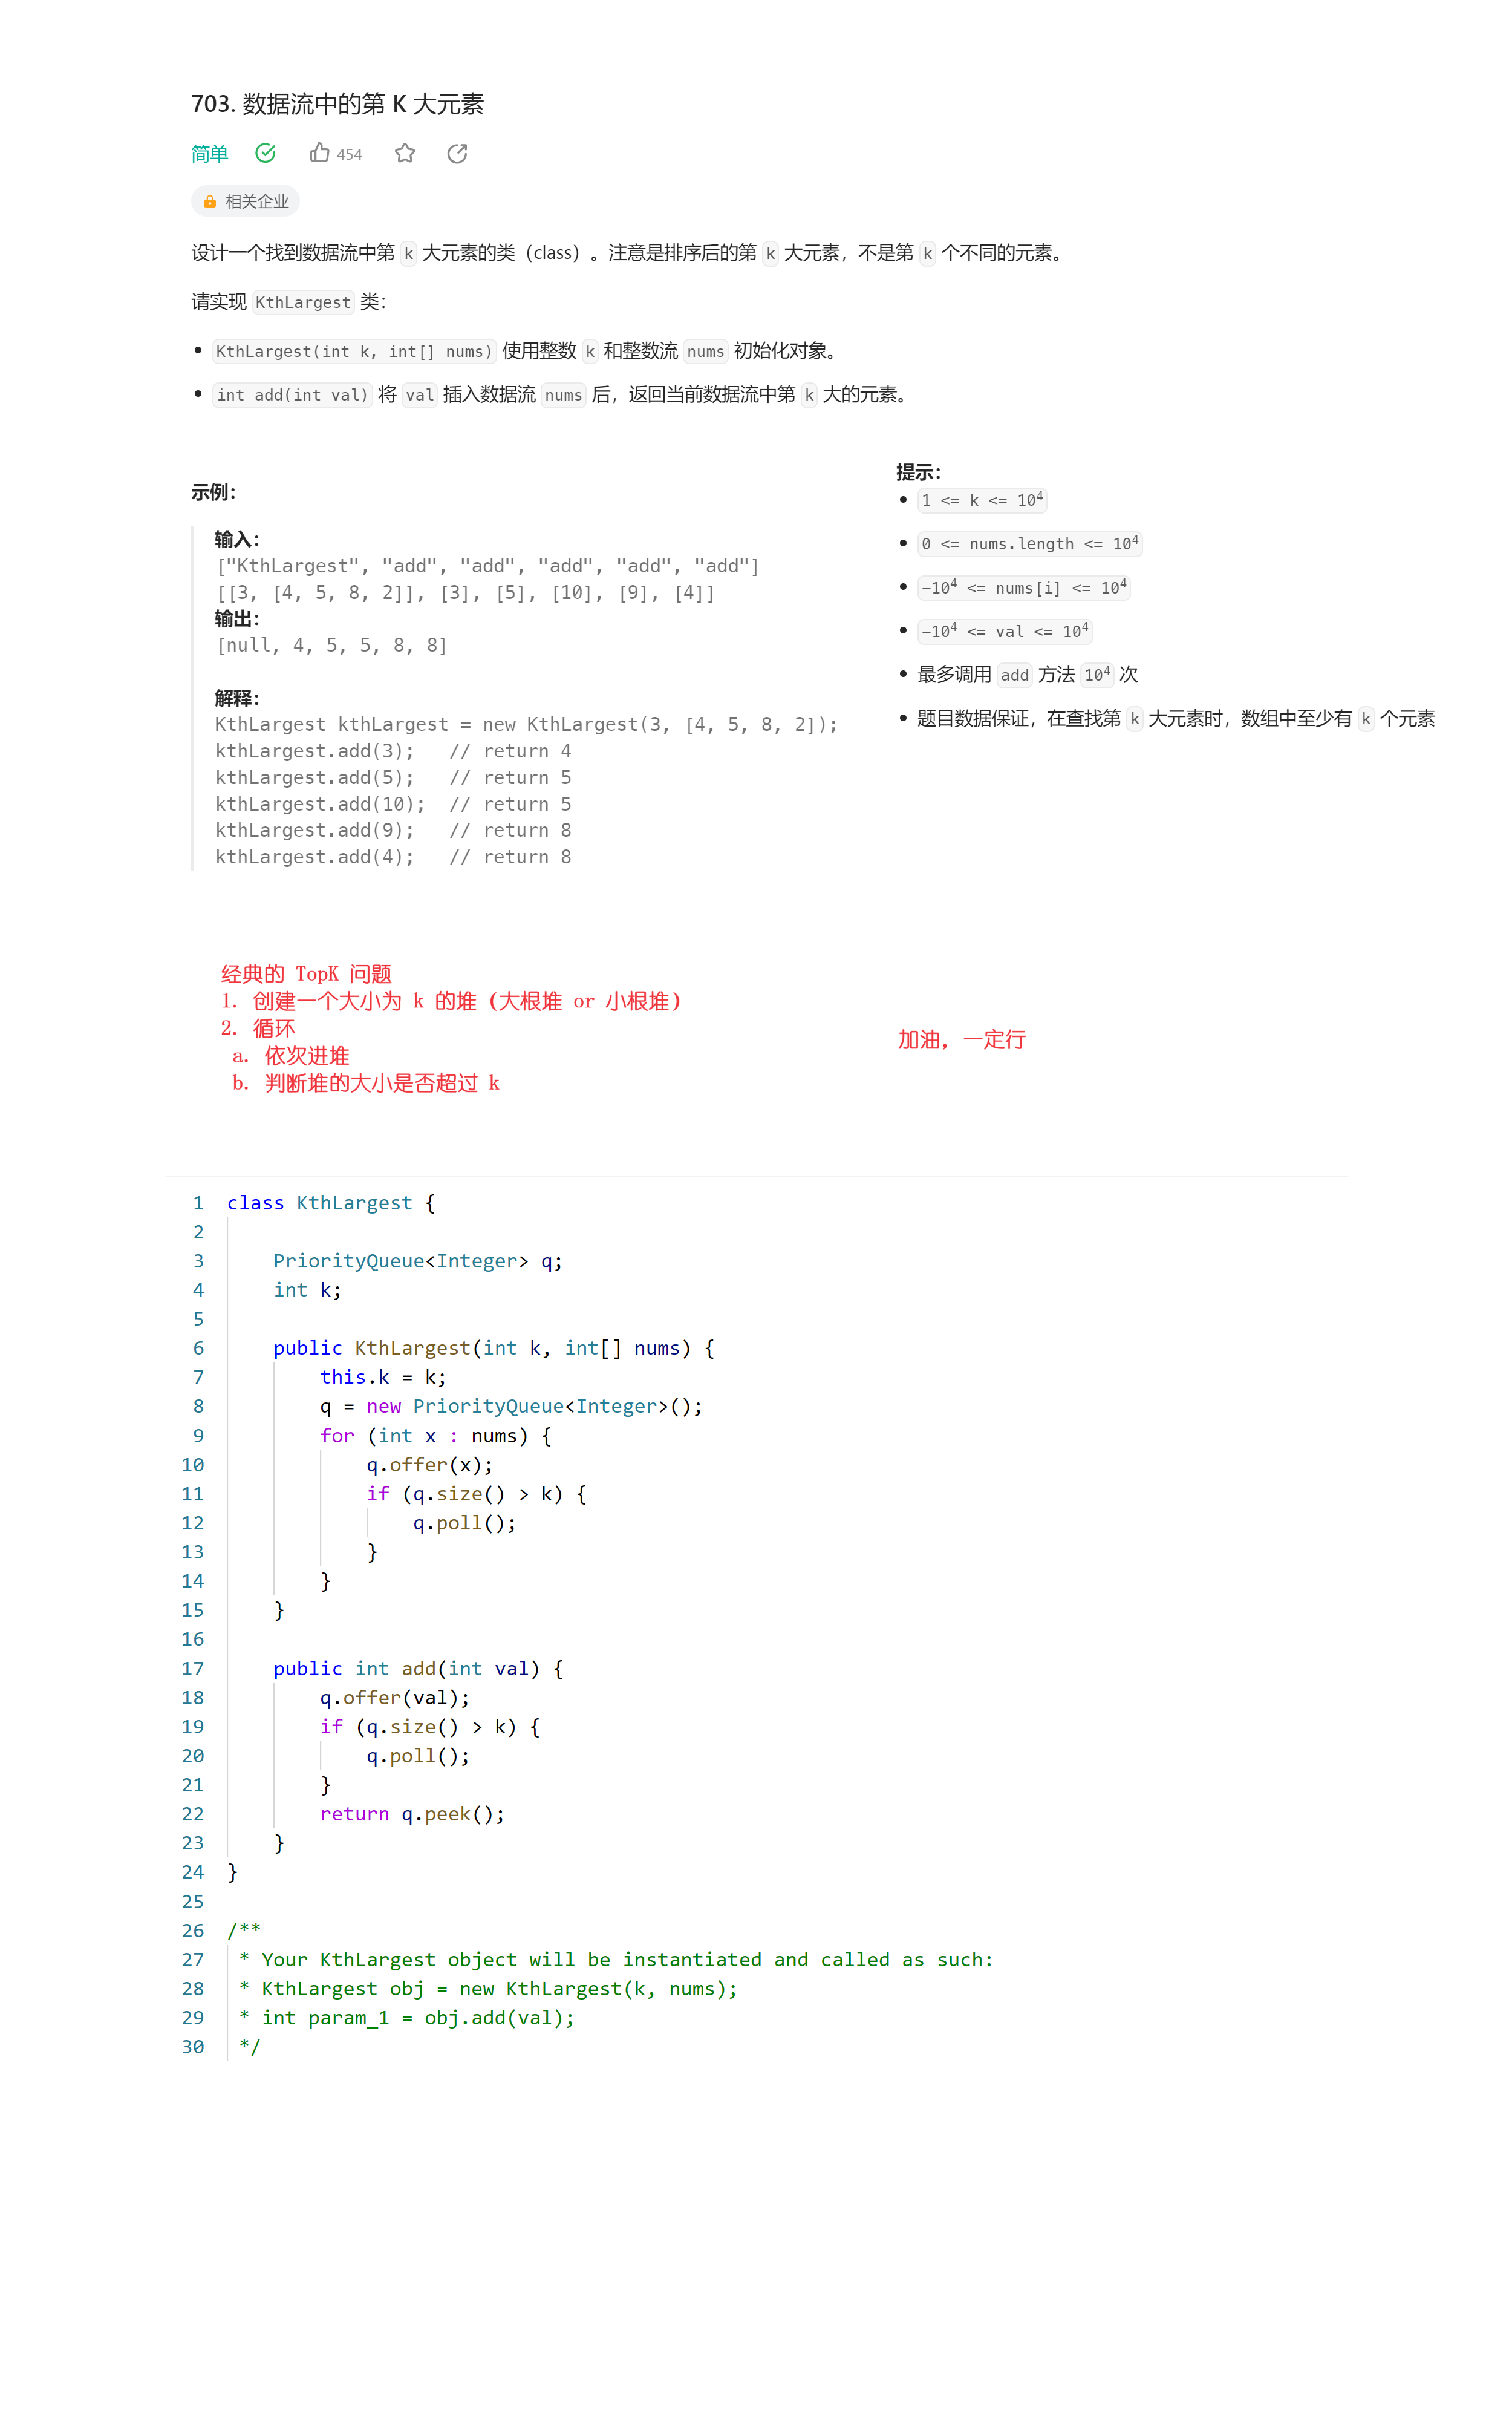 703. 数据流中的第 K 大元素
简单 454
相关企业
设计一个找到数据流中第 k 大元素的类（class）。注意是排序后的第 k 大元素，不是第 k 个不同的元素。
请实现 KthLargest 类：
• KthLargest(int k, int[] nums) 使用整数 k 和整数流 nums 初始化对象。
• int add(int val) 将 val 插入数据流 nums 后，返回当前数据流中第 k 大的元素。
示例：
输入：
["KthLargest", "add", "add", "add", "add", "add"]
[[3, [4, 5, 8, 2]], [3], [5], [10], [9], [4]]
输出：
[null, 4, 5, 5, 8, 8]
解释：
KthLargest kthLargest = new KthLargest(3, [4, 5, 8, 2]);
kthLargest.add(3);   // return 4
kthLargest.add(5);   // return 5
kthLargest.add(10);  // return 5
kthLargest.add(9);   // return 8
kthLargest.add(4);   // return 8
提示：
• 1 <= k <= 10⁴
• 0 <= nums.length <= 10⁴
• -10⁴ <= nums[i] <= 10⁴
• -10⁴ <= val <= 10⁴
• 最多调用 add 方法 10⁴ 次
• 题目数据保证，在查找第 k 大元素时，数组中至少有 k 个元素
经典的 TopK 问题
1. 创建一个大小为 k 的堆（大根堆 or 小根堆）
2. 循环
a. 依次进堆
b. 判断堆的大小是否超过 k
加油，一定行
1 class KthLargest {
2
3     PriorityQueue<Integer> q;
4     int k;
5
6     public KthLargest(int k, int[] nums) {
7         this.k = k;
8         q = new PriorityQueue<Integer>();
9         for (int x : nums) {
10             q.offer(x);
11             if (q.size() > k) {
12                 q.poll();
13             }
14         }
15     }
16
17     public int add(int val) {
18         q.offer(val);
19         if (q.size() > k) {
20             q.poll();
21         }
22         return q.peek();
23     }
24 }
25
26 /**
27  * Your KthLargest object will be instantiated and called as such:
28  * KthLargest obj = new KthLargest(k, nums);
29  * int param_1 = obj.add(val);
30  */